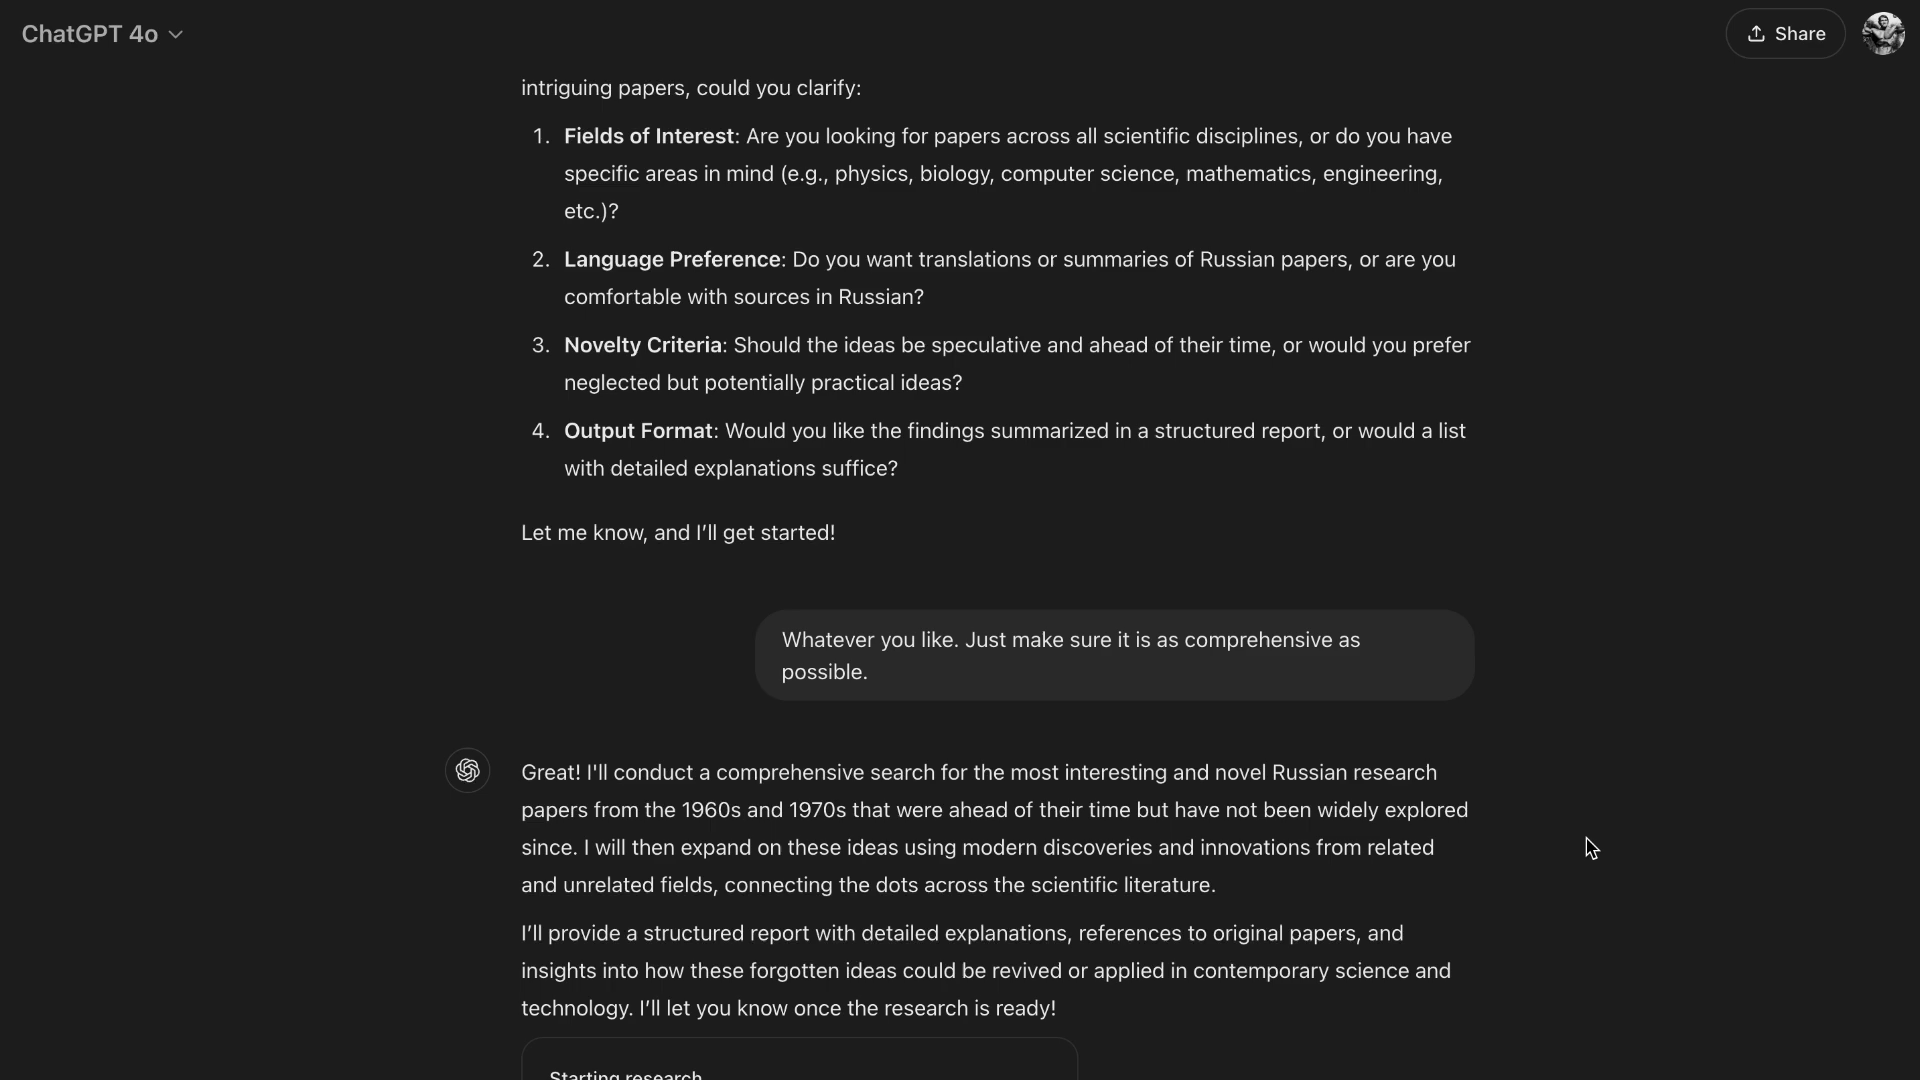 ChatGPT 4o
Share
intriguing papers, could you clarify:
1. Fields of Interest: Are you looking for papers across all scientific disciplines, or do you have
specific areas in mind (e.g., physics, biology, computer science, mathematics, engineering,
etc.)?
2. Language Preference: Do you want translations or summaries of Russian papers, or are you
comfortable with sources in Russian?
3. Novelty Criteria: Should the ideas be speculative and ahead of their time, or would you prefer
neglected but potentially practical ideas?
4. Output Format: Would you like the findings summarized in a structured report, or would a list
with detailed explanations suffice?
Let me know, and I’ll get started!
Whatever you like. Just make sure it is as comprehensive as
possible.
Great! I'll conduct a comprehensive search for the most interesting and novel Russian research
papers from the 1960s and 1970s that were ahead of their time but have not been widely explored
since. I will then expand on these ideas using modern discoveries and innovations from related
and unrelated fields, connecting the dots across the scientific literature.
I’ll provide a structured report with detailed explanations, references to original papers, and
insights into how these forgotten ideas could be revived or applied in contemporary science and
technology. I’ll let you know once the research is ready!
Starting research